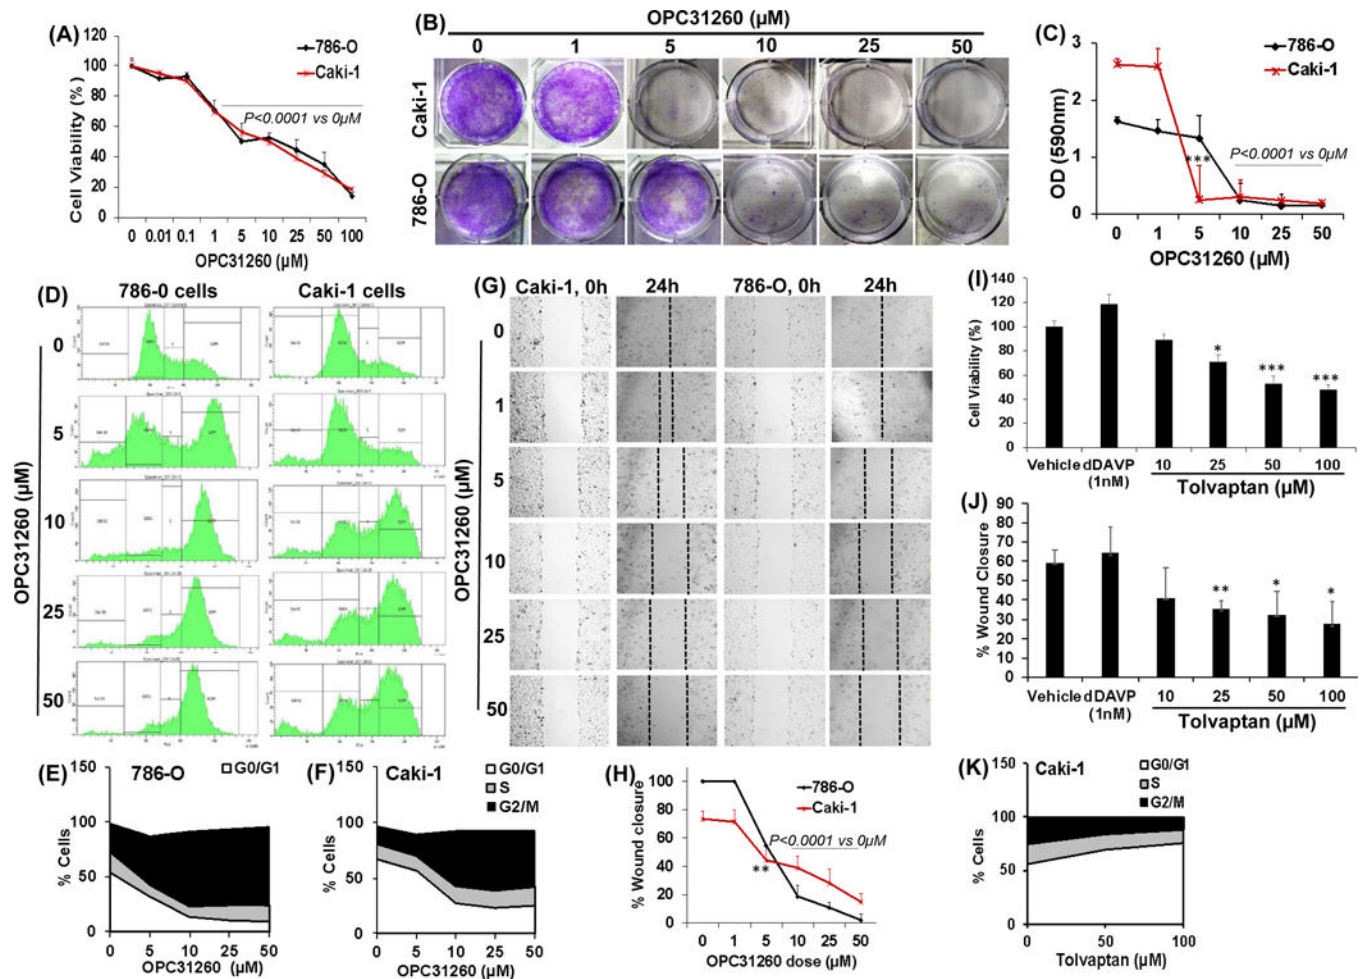 (A)
120
100
80
60
40
20
0
Cell Viability (%)
786-O
Caki-1
P<0.0001 vs 0µM
0 0.01 0.1 1 5 10 25 50 100
OPC31260 (µM)
(B)
OPC31260 (µM)
0 1 5 10 25 50
Caki-1
786-O
(C)
3
2
1
0
OD (590nm)
786-O
Caki-1
***
P<0.0001 vs 0µM
0 1 5 10 25 50
OPC31260 (µM)
(D)
786-0 cells Caki-1 cells
OPC31260 (µM)
0
5
10
25
50
(G)
Caki-1, 0h 24h 786-O, 0h 24h
OPC31260 (µM)
0
1
5
10
25
50
(I)
140
120
100
80
60
40
20
0
Cell Viability (%)
* *** ***
Vehicle dDAVP 10 25 50 100
(1nM) Tolvaptan (µM)
(J)
90
80
70
60
50
40
30
20
10
0
% Wound Closure
** * *
Vehicle dDAVP 10 25 50 100
(1nM) Tolvaptan (µM)
(E)
786-O
G0/G1
S
G2/M
150
100
50
0
% Cells
0 5 10 25 50
OPC31260 (µM)
(F)
Caki-1
G0/G1
S
G2/M
150
100
50
0
% Cells
0 5 10 25 50
OPC31260 (µM)
(H)
100
80
60
40
20
0
% Wound closure
786-O
Caki-1
P<0.0001 vs 0µM
**
0 1 5 10 25 50
OPC31260 dose (µM)
(K)
Caki-1
G0/G1
S
G2/M
150
100
50
0
% Cells
0 50 100
Tolvaptan (µM)